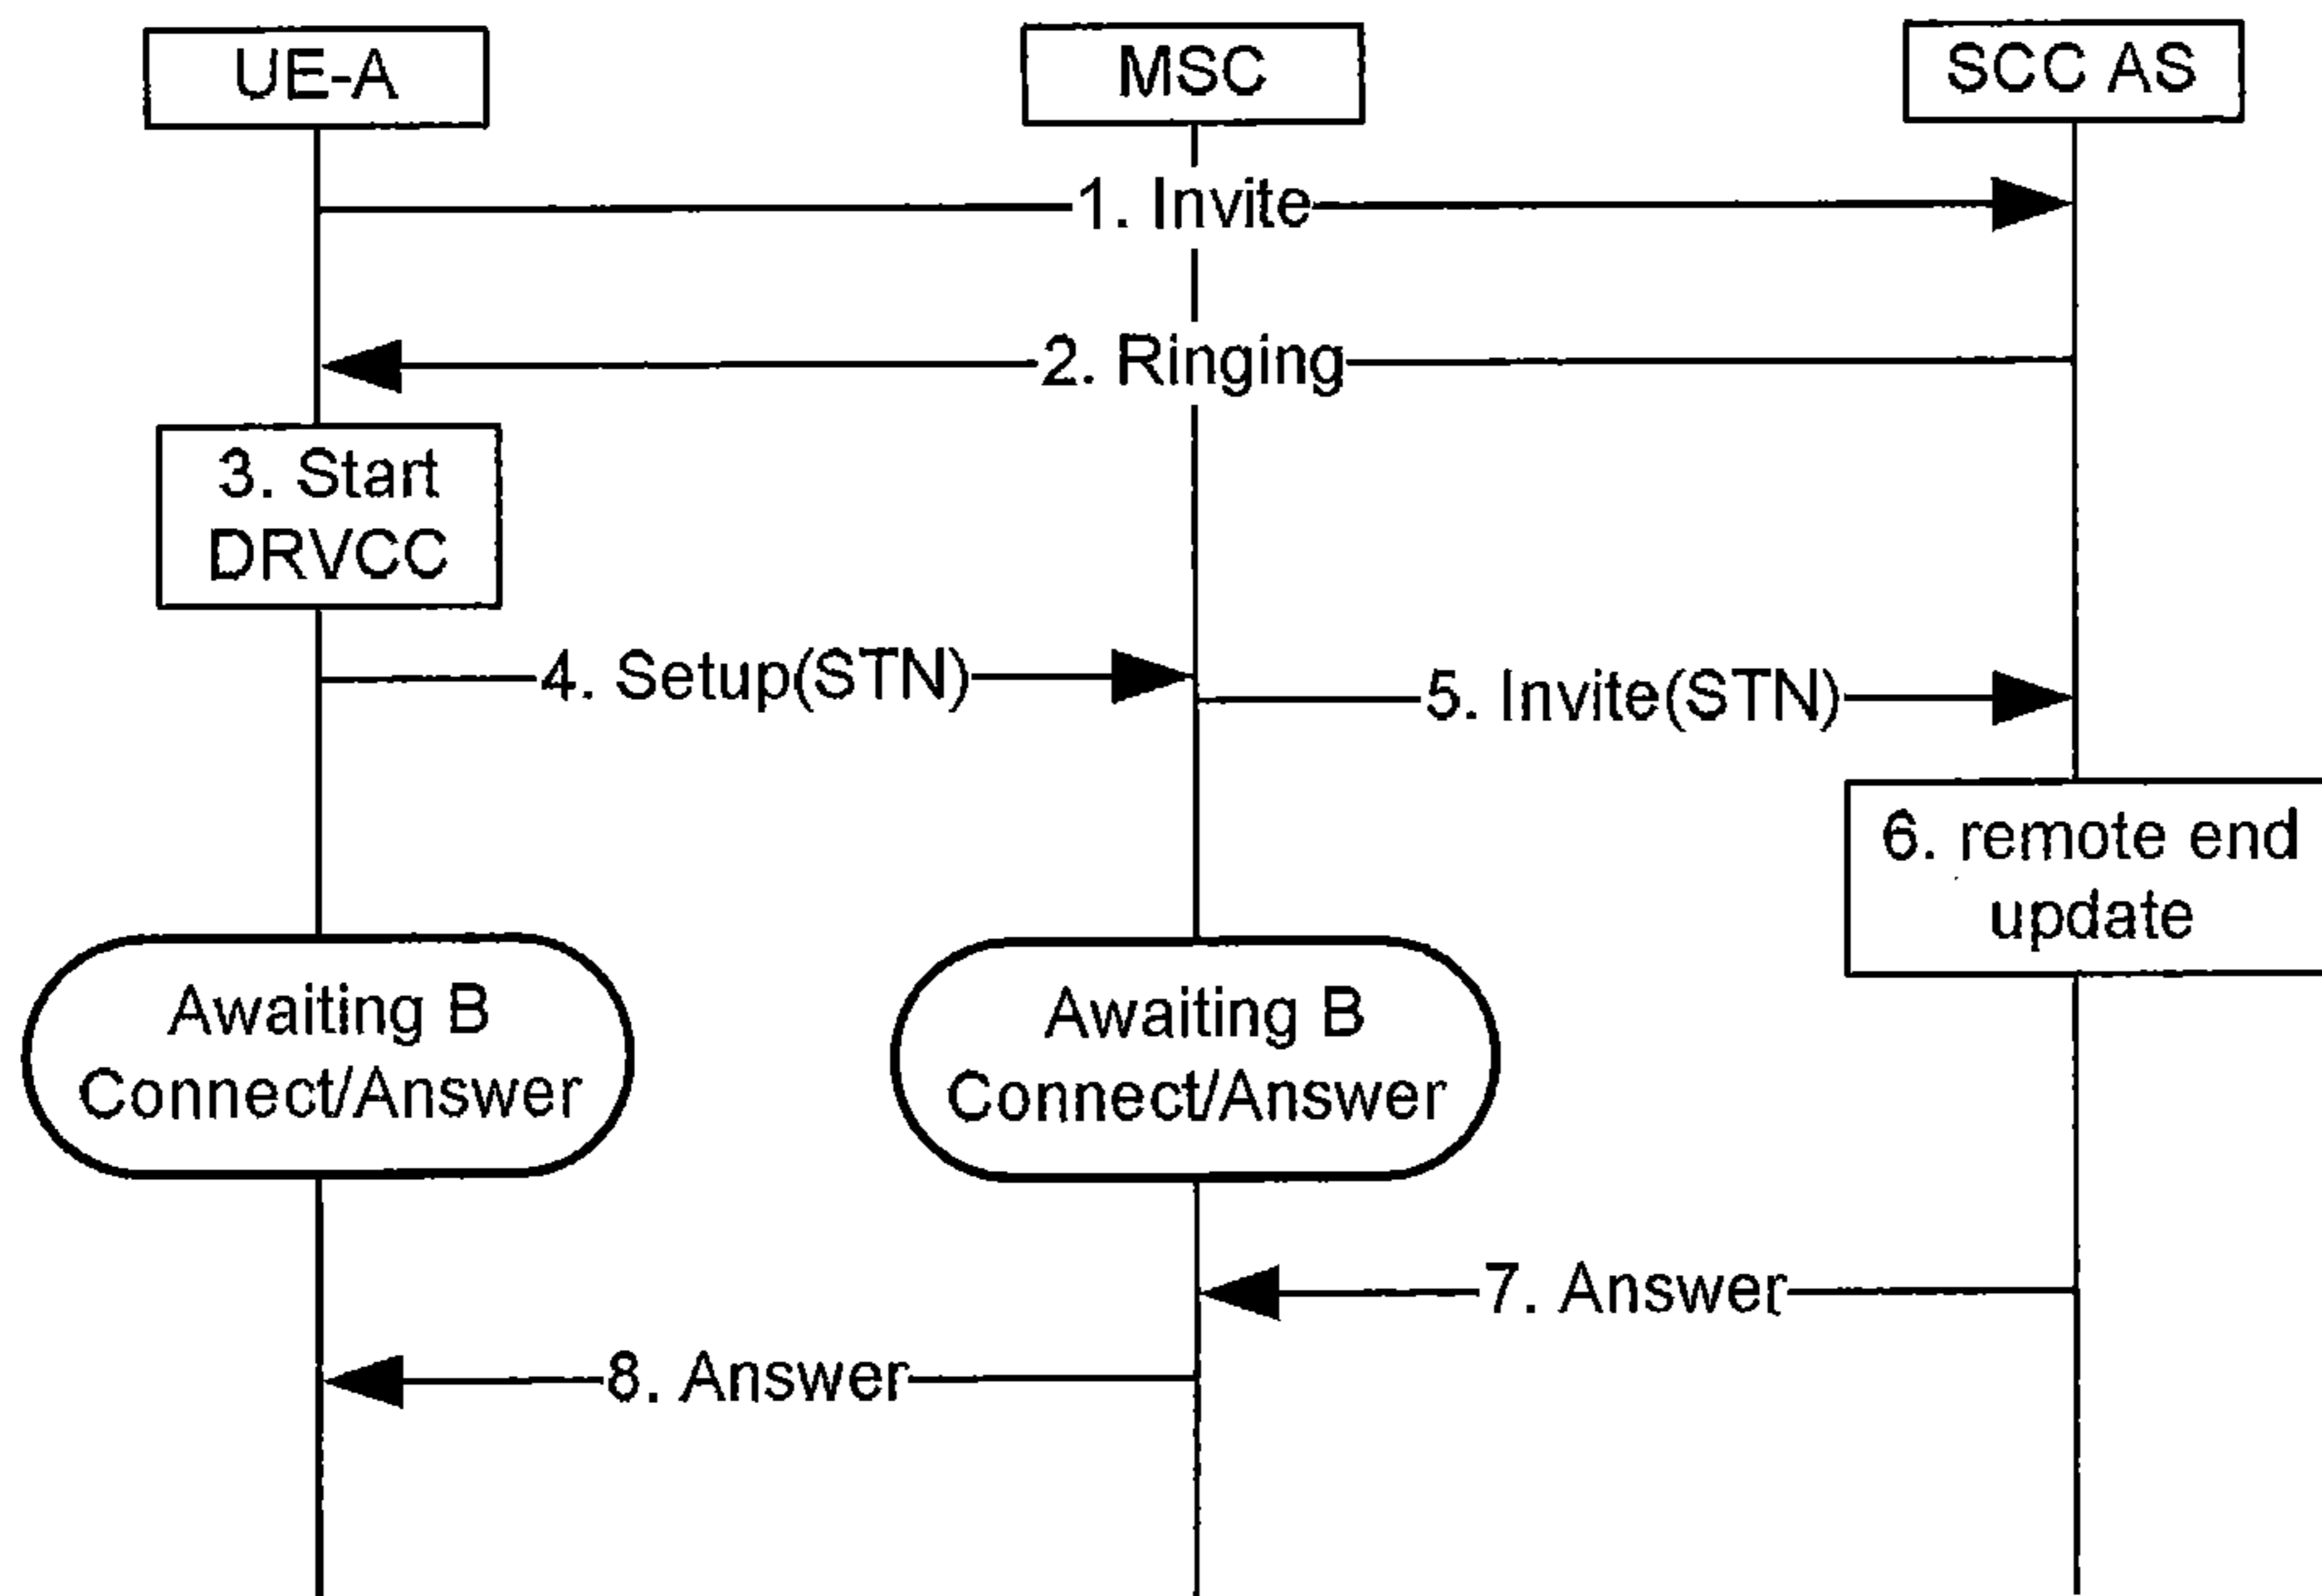 UE-A
MSC
SCC AS
1. Invite
2. Ringing
3. Start
DRVCC
4. Setup(STN)
5. Invite(STN)
6. remote end
update
Awaiting B
Connect/Answer
Awaiting B
Connect/Answer
7. Answer
8. Answer